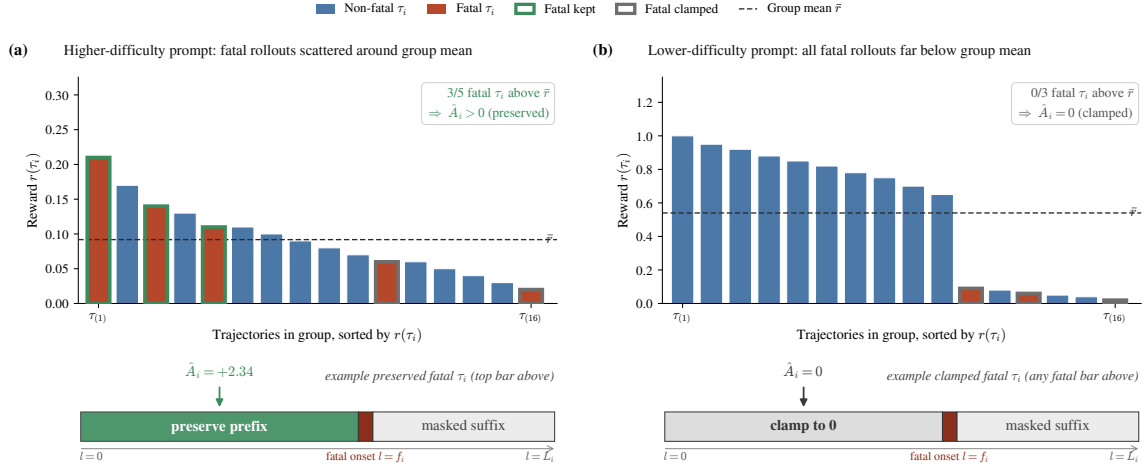 Non-fatal τᵢ Fatal τᵢ Fatal kept Fatal clamped Group mean r̄
(a) Higher-difficulty prompt: fatal rollouts scattered around group mean
3/5 fatal τᵢ above r̄
⇒ Âᵢ > 0 (preserved)
0.30
0.25
0.20
0.15
0.10
0.05
0.00
Reward r(τᵢ)
r̄
τ(1) τ(16)
Trajectories in group, sorted by r(τᵢ)
Âᵢ = +2.34
example preserved fatal τᵢ (top bar above)
preserve prefix masked suffix
l = 0 fatal onset l = fᵢ l = Lᵢ
(b) Lower-difficulty prompt: all fatal rollouts far below group mean
0/3 fatal τᵢ above r̄
⇒ Âᵢ = 0 (clamped)
1.2
1.0
0.8
0.6
0.4
0.2
0.0
Reward r(τᵢ)
r̄
τ(1) τ(16)
Trajectories in group, sorted by r(τᵢ)
Âᵢ = 0
example clamped fatal τᵢ (any fatal bar above)
clamp to 0 masked suffix
l = 0 fatal onset l = fᵢ l = Lᵢ